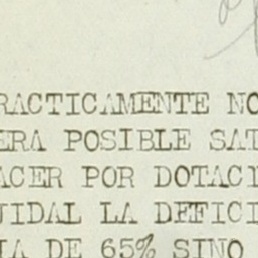 RACTICAMENTE NO
ERA POSIBLE SAT
ACER POR DOTACI
UIDAL LA DEFICI
IA DE 65% SINO